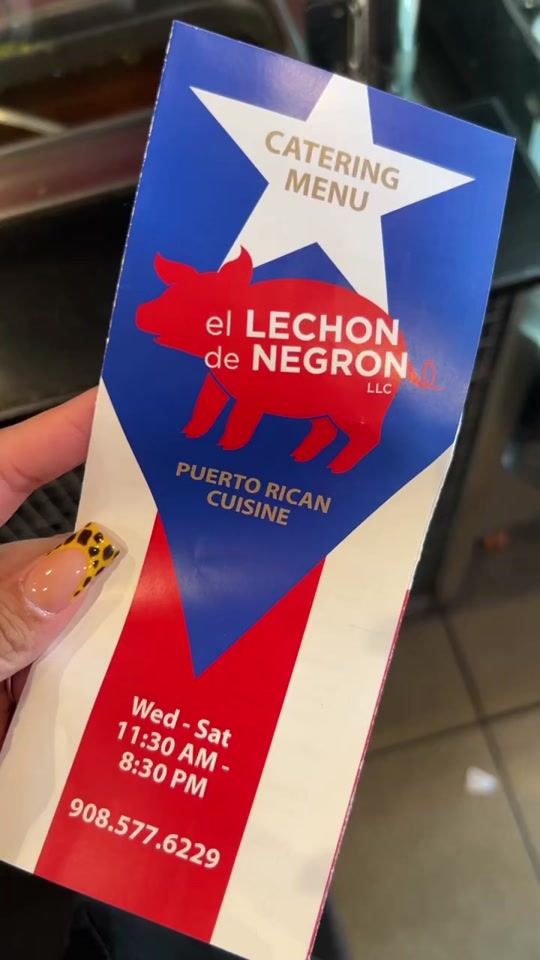 CATERING
MENU
el LECHON
de NEGRON
LLC
PUERTO RICAN
CUISINE
Wed - Sat
11:30 AM -
8:30 PM
908.577.6229